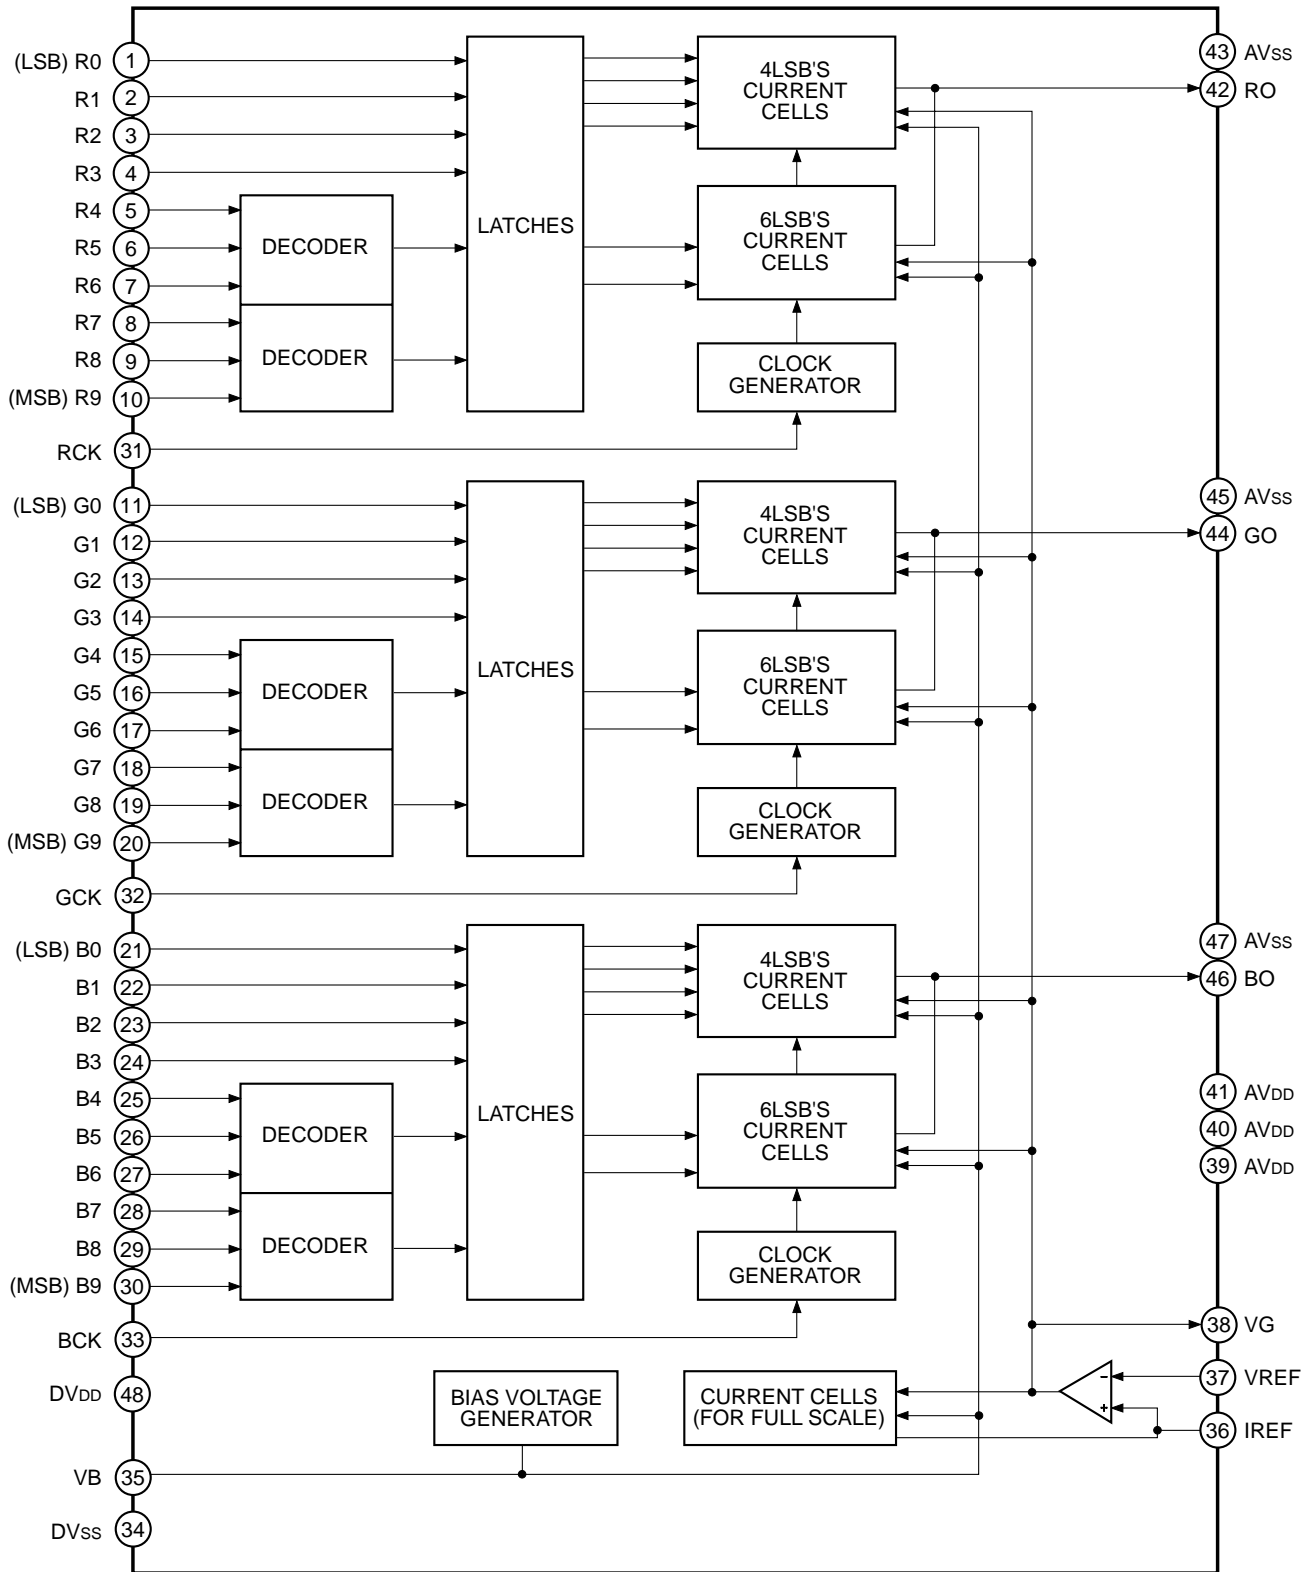 (LSB) R0 1
R1 2
R2 3
R3 4
R4 5
R5 6
R6 7
R7 8
R8 9
(MSB) R9 10
RCK 31
DECODER
DECODER
LATCHES
4LSB'S
CURRENT
CELLS
6LSB'S
CURRENT
CELLS
CLOCK
GENERATOR
43 AVSS
42 RO
(LSB) G0 11
G1 12
G2 13
G3 14
G4 15
G5 16
G6 17
G7 18
G8 19
(MSB) G9 20
GCK 32
DECODER
DECODER
LATCHES
4LSB'S
CURRENT
CELLS
6LSB'S
CURRENT
CELLS
CLOCK
GENERATOR
45 AVSS
44 GO
(LSB) B0 21
B1 22
B2 23
B3 24
B4 25
B5 26
B6 27
B7 28
B8 29
(MSB) B9 30
BCK 33
DECODER
DECODER
LATCHES
4LSB'S
CURRENT
CELLS
6LSB'S
CURRENT
CELLS
CLOCK
GENERATOR
47 AVSS
46 BO
41 AVDD
40 AVDD
39 AVDD
DVDD 48
VB 35
DVSS 34
BIAS VOLTAGE
GENERATOR
CURRENT CELLS
(FOR FULL SCALE)
-
+
38 VG
37 VREF
36 IREF